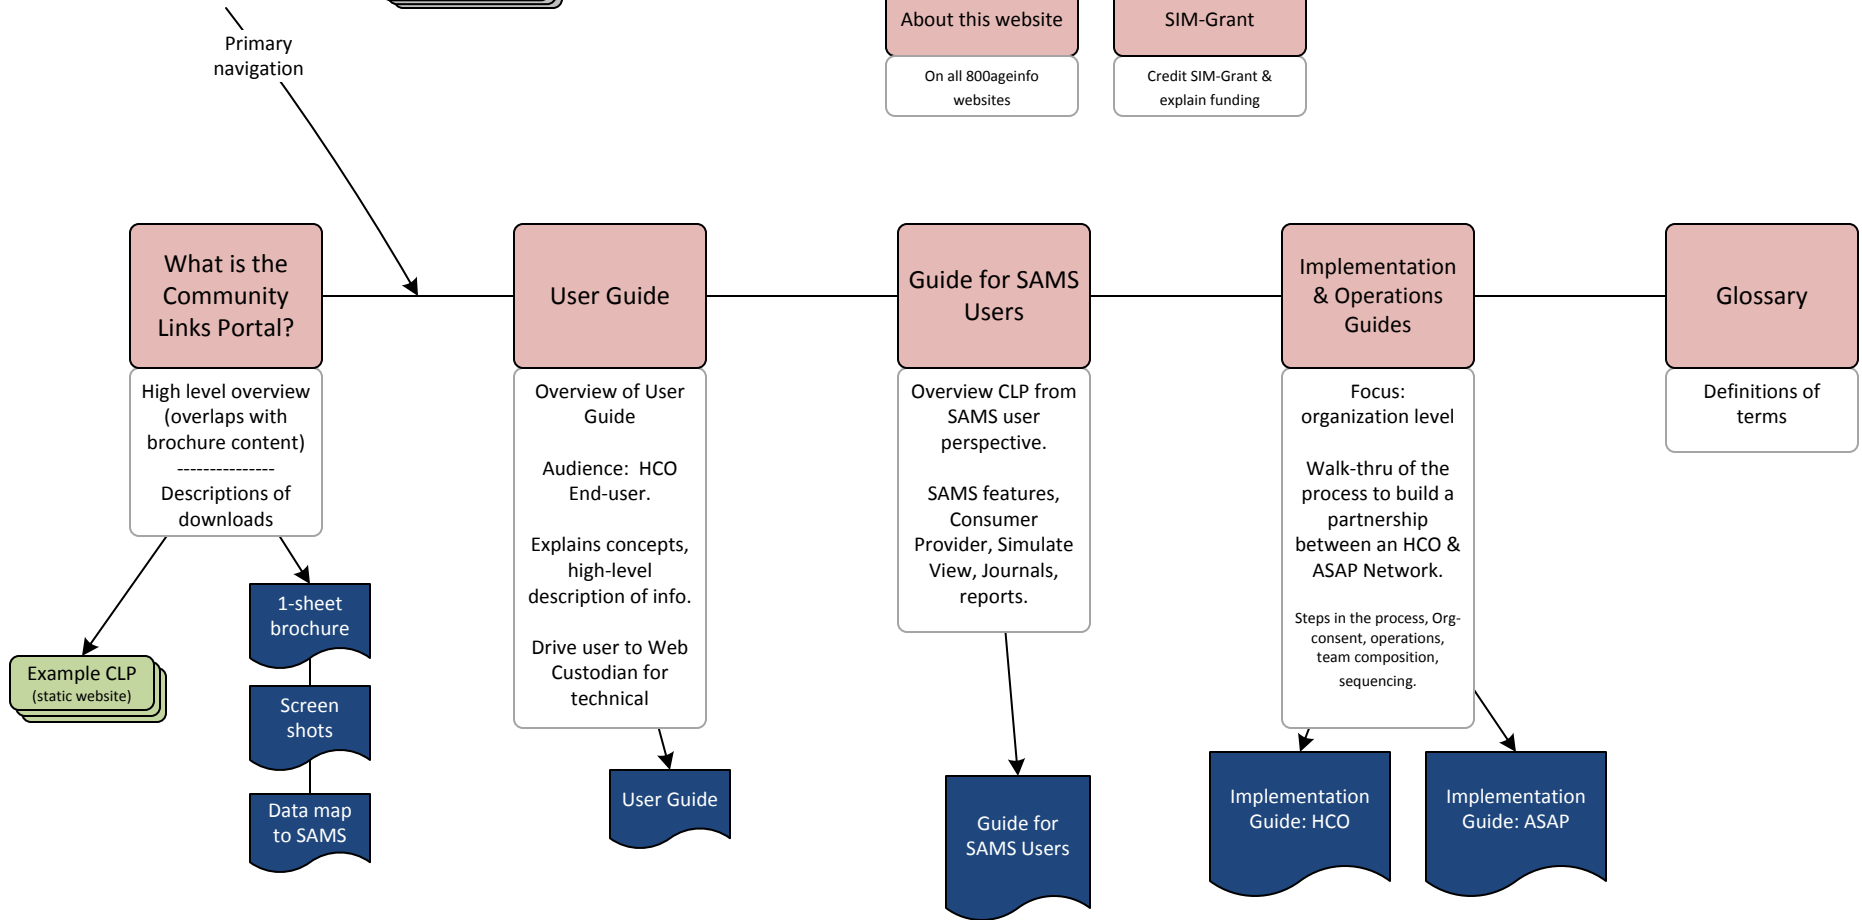 Primary
navigation
About this website
On all 800ageinfo
websites
SIM-Grant
Credit SIM-Grant &
explain funding
What is the
Community
Links Portal?
High level overview
(overlaps with
brochure content)
---------------
Descriptions of
downloads
Example CLP
(static website)
1-sheet
brochure
Screen
shots
Data map
to SAMS
User Guide
Overview of User
Guide
Audience:  HCO
End-user.
Explains concepts,
high-level
description of info.
Drive user to Web
Custodian for
technical
User Guide
Guide for SAMS
Users
Overview CLP from
SAMS user
perspective.
SAMS features,
Consumer
Provider, Simulate
View, Journals,
reports.
Guide for
SAMS Users
Implementation
& Operations
Guides
Focus:
organization level
Walk-thru of the
process to build a
partnership
between an HCO &
ASAP Network.
Steps in the process, Org-
consent, operations,
team composition,
sequencing.
Implementation
Guide: HCO
Implementation
Guide: ASAP
Glossary
Definitions of
terms